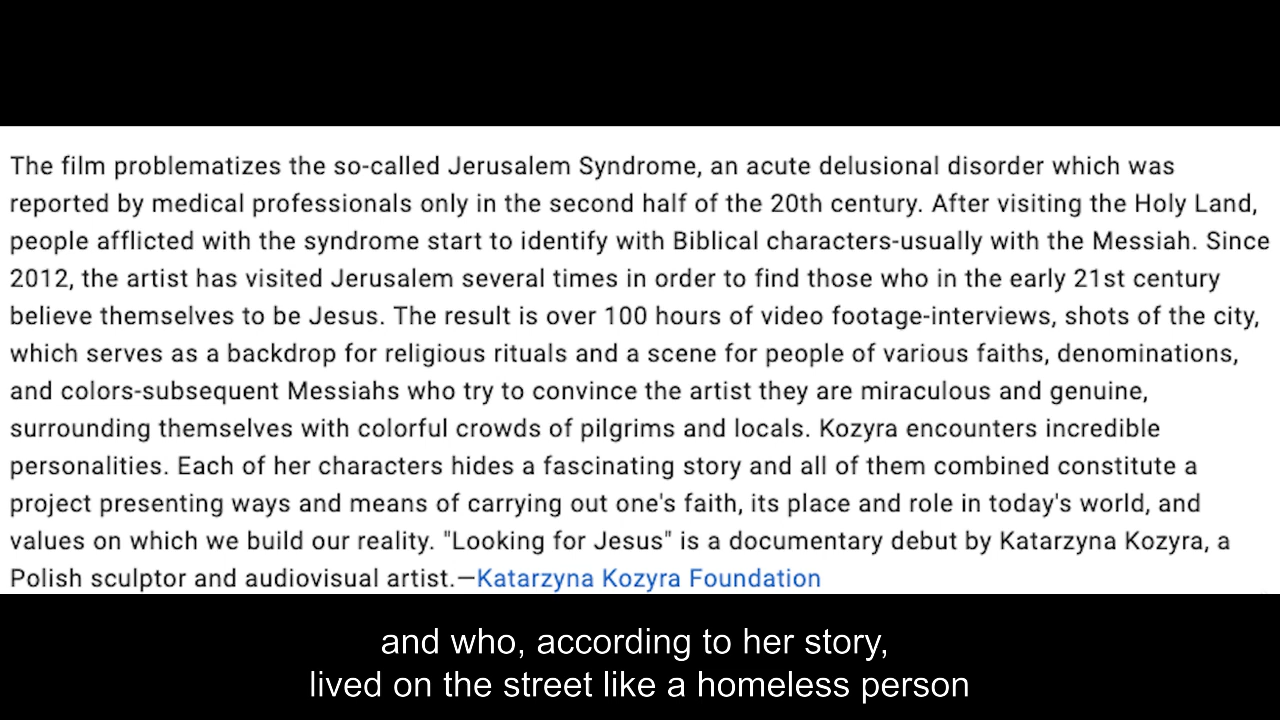 The film problematizes the so-called Jerusalem Syndrome, an acute delusional disorder which was
reported by medical professionals only in the second half of the 20th century. After visiting the Holy Land,
people afflicted with the syndrome start to identify with Biblical characters-usually with the Messiah. Since
2012, the artist has visited Jerusalem several times in order to find those who in the early 21st century
believe themselves to be Jesus. The result is over 100 hours of video footage-interviews, shots of the city,
which serves as a backdrop for religious rituals and a scene for people of various faiths, denominations,
and colors-subsequent Messiahs who try to convince the artist they are miraculous and genuine,
surrounding themselves with colorful crowds of pilgrims and locals. Kozyra encounters incredible
personalities. Each of her characters hides a fascinating story and all of them combined constitute a
project presenting ways and means of carrying out one's faith, its place and role in today's world, and
values on which we build our reality. "Looking for Jesus" is a documentary debut by Katarzyna Kozyra, a
Polish sculptor and audiovisual artist.—Katarzyna Kozyra Foundation
and who, according to her story,
lived on the street like a homeless person